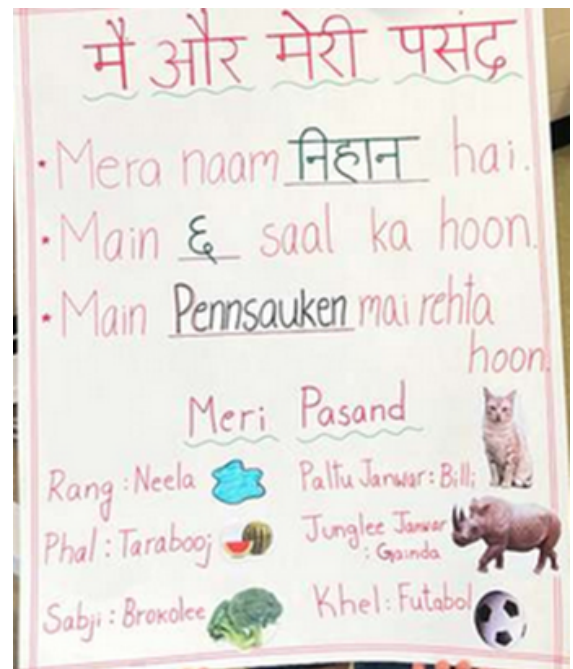 मै और मेरी पसंद
• Mera naam निहान hai.
• Main ६ saal ka hoon.
• Main Pennsauken mai rehta
hoon.
Meri Pasand
Rang : Neela
Paltu Janwar : Billi
Phal : Tarabooj
Junglee Janwar
: Gainda
Sabji : Brokolee
Khel : Futabol